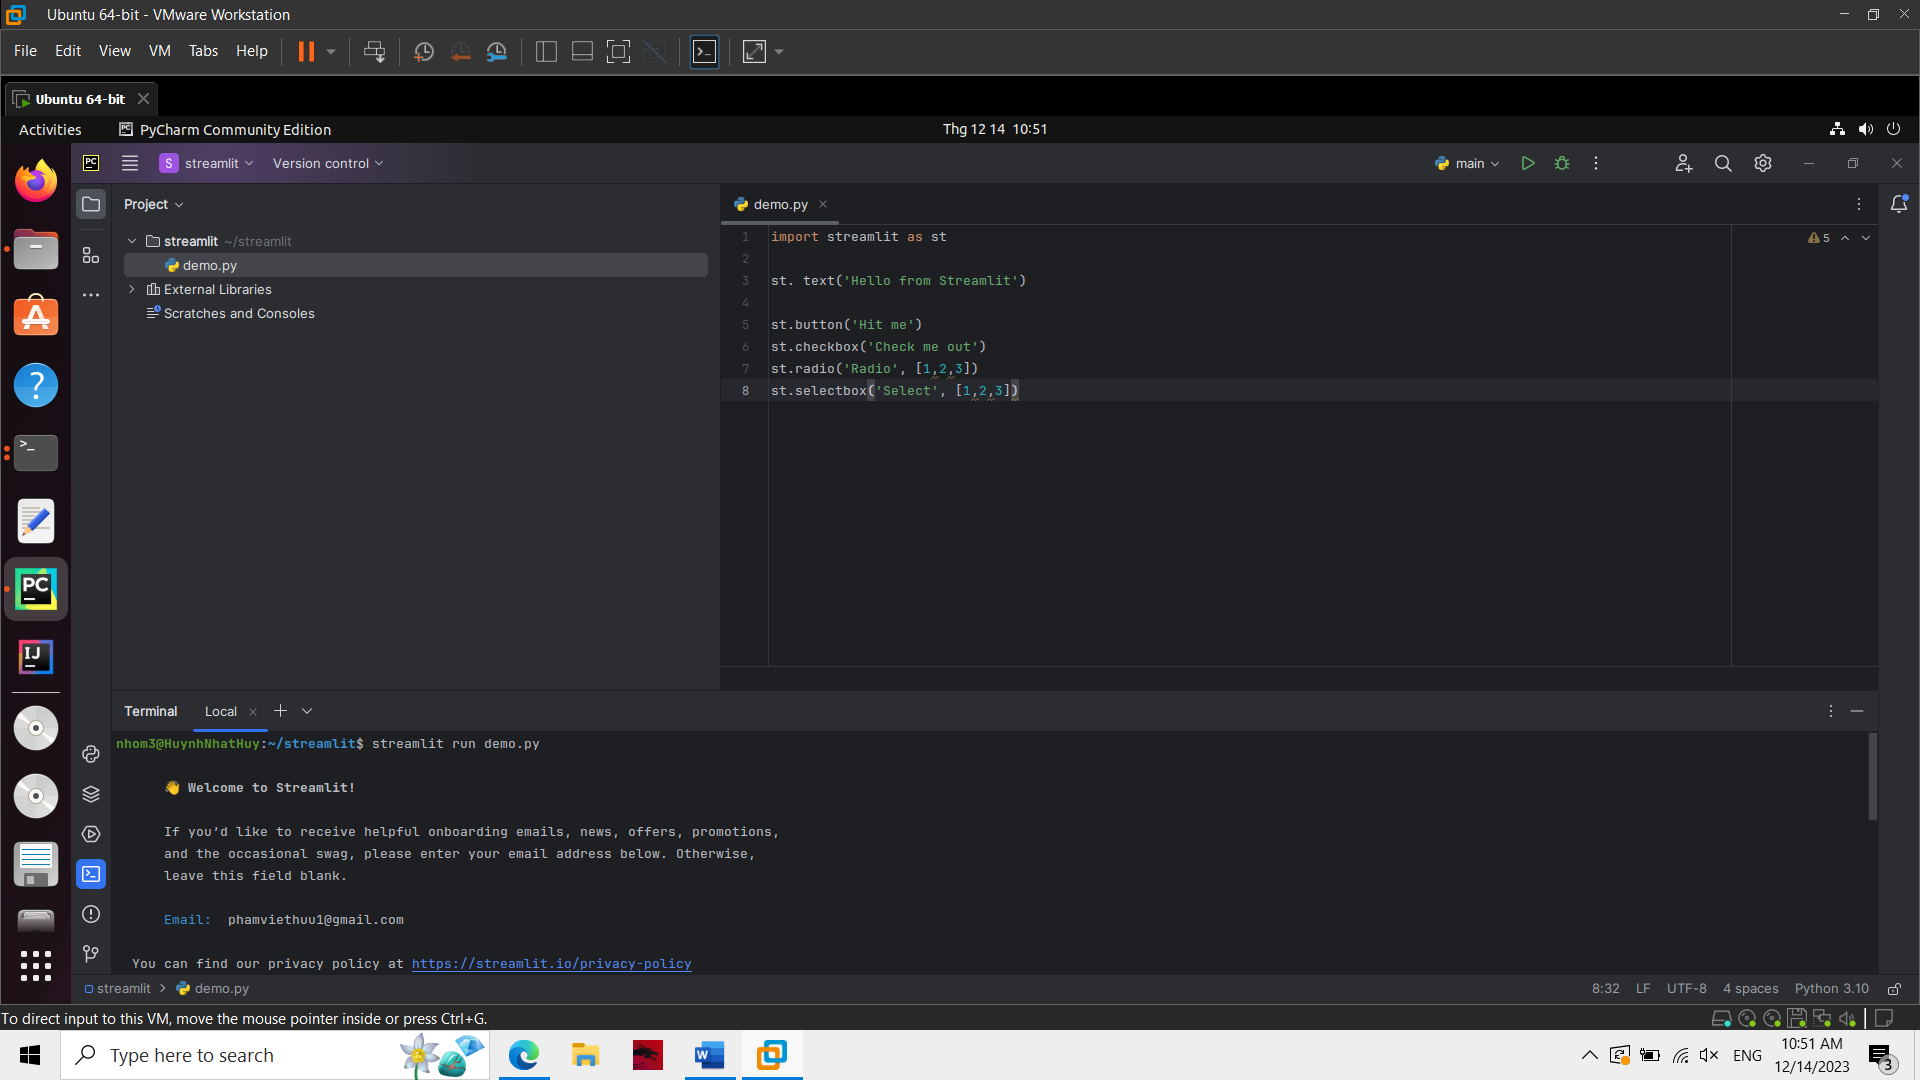 Ubuntu 64-bit - VMware Workstation
File Edit View VM Tabs Help
Ubuntu 64-bit
Activities PyCharm Community Edition Thg 12 14 10:51
PC S streamlit Version control main
Project
demo.py
streamlit ~/streamlit
demo.py
External Libraries
Scratches and Consoles
1 import streamlit as st
2
3 st. text('Hello from Streamlit')
4
5 st.button('Hit me')
6 st.checkbox('Check me out')
7 st.radio('Radio', [1,2,3])
8 st.selectbox('Select', [1,2,3])
5
PC
IJ
Terminal Local
nhom3@HuynhNhatHuy:~/streamlit$ streamlit run demo.py
👋 Welcome to Streamlit!
If you’d like to receive helpful onboarding emails, news, offers, promotions,
and the occasional swag, please enter your email address below. Otherwise,
leave this field blank.
Email: phamviethuu1@gmail.com
You can find our privacy policy at https://streamlit.io/privacy-policy
streamlit > demo.py 8:32 LF UTF-8 4 spaces Python 3.10
To direct input to this VM, move the mouse pointer inside or press Ctrl+G.
Type here to search
W
ENG
10:51 AM
12/14/2023
3